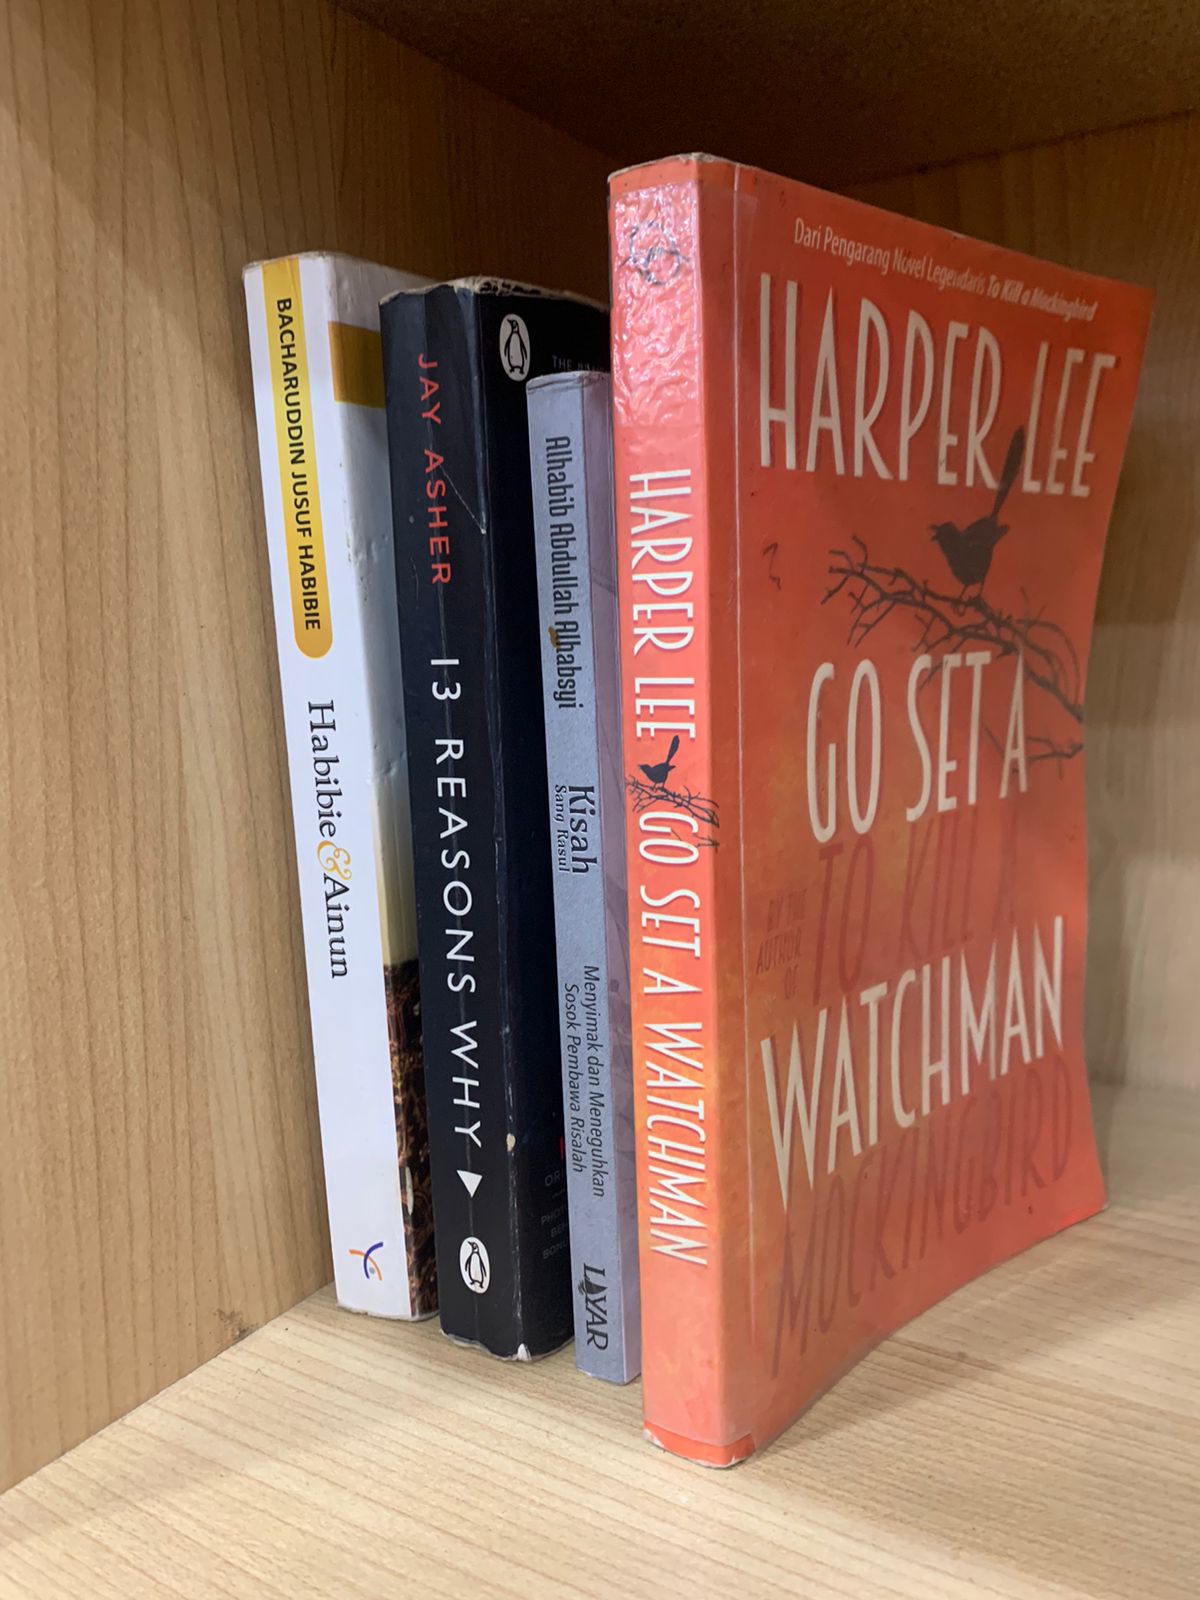 BACHARUDDIN JUSUF HABIBIE
Habibie & Ainun
JAY ASHER
13 REASONS WHY
THE
Alhabib Abdullah Alhabsyi
Kisah
Sang Rasul
Menyimak dan Meneguhkan
Sosok Pembawa Risalah
LAYAR
HARPER LEE
GO SET A WATCHMAN
Dari Pengarang Novel Legendaris To Kill a Mockingbird
HARPER LEE
GO SET A
BY THE
AUTHOR
OF
TO KILL A
WATCHMAN
MOCKINGBIRD